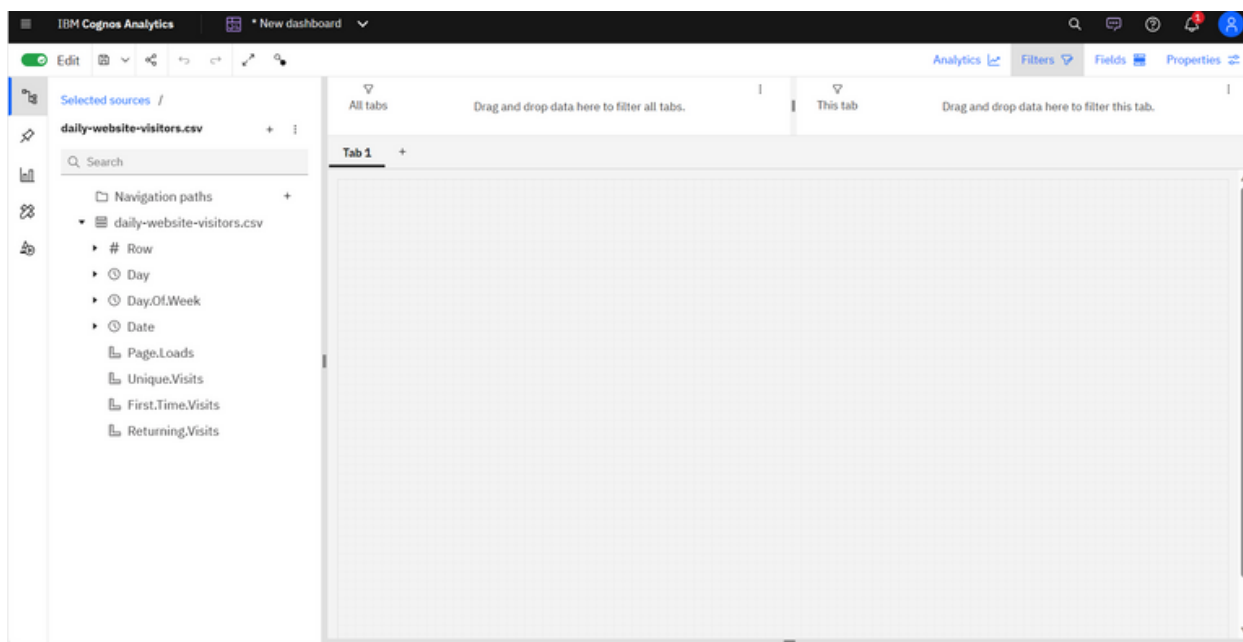 IBM Cognos Analytics
* New dashboard
1
Edit
Analytics
Filters
Fields
Properties
Selected sources /
daily-website-visitors.csv
Search
Navigation paths
daily-website-visitors.csv
# Row
Day
Day.Of.Week
Date
Page.Loads
Unique.Visits
First.Time.Visits
Returning.Visits
All tabs
Drag and drop data here to filter all tabs.
This tab
Drag and drop data here to filter this tab.
Tab 1